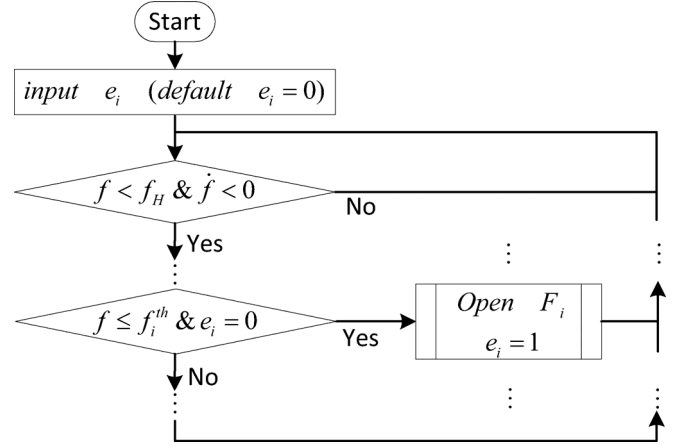 Start
input e_i (default e_i = 0)
f < f_H & ḟ < 0
No
Yes
⋮ ⋮ ⋮
f ≤ f_i^th & e_i = 0
Yes
Open F_i
e_i = 1
No
⋮ ⋮ ⋮